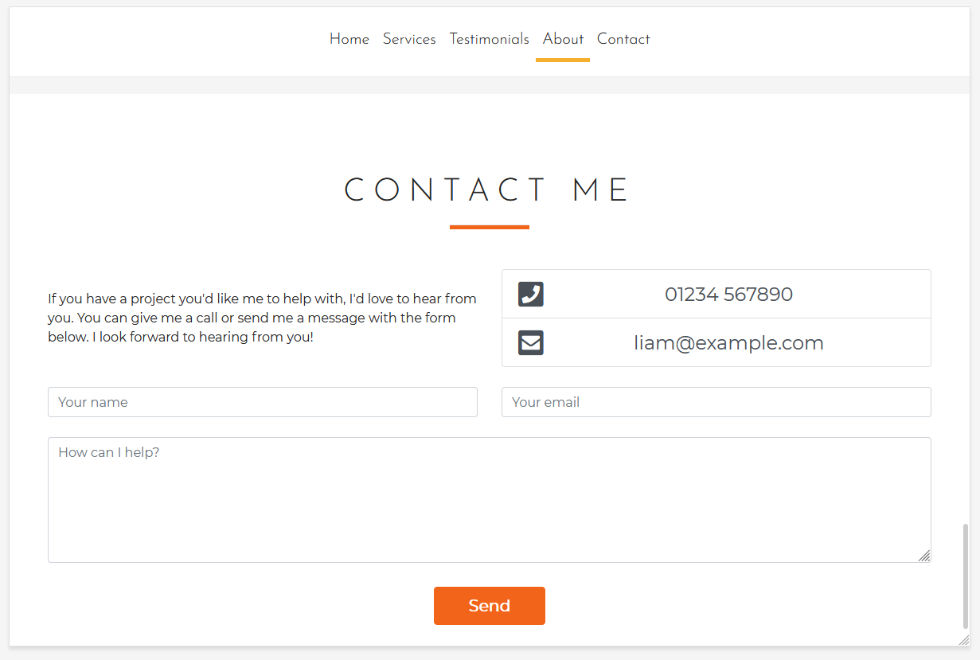 Home Services Testimonials About Contact
CONTACT ME
If you have a project you'd like me to help with, I'd love to hear from
you. You can give me a call or send me a message with the form
below. I look forward to hearing from you!
01234 567890
liam@example.com
Your name
Your email
How can I help?
Send